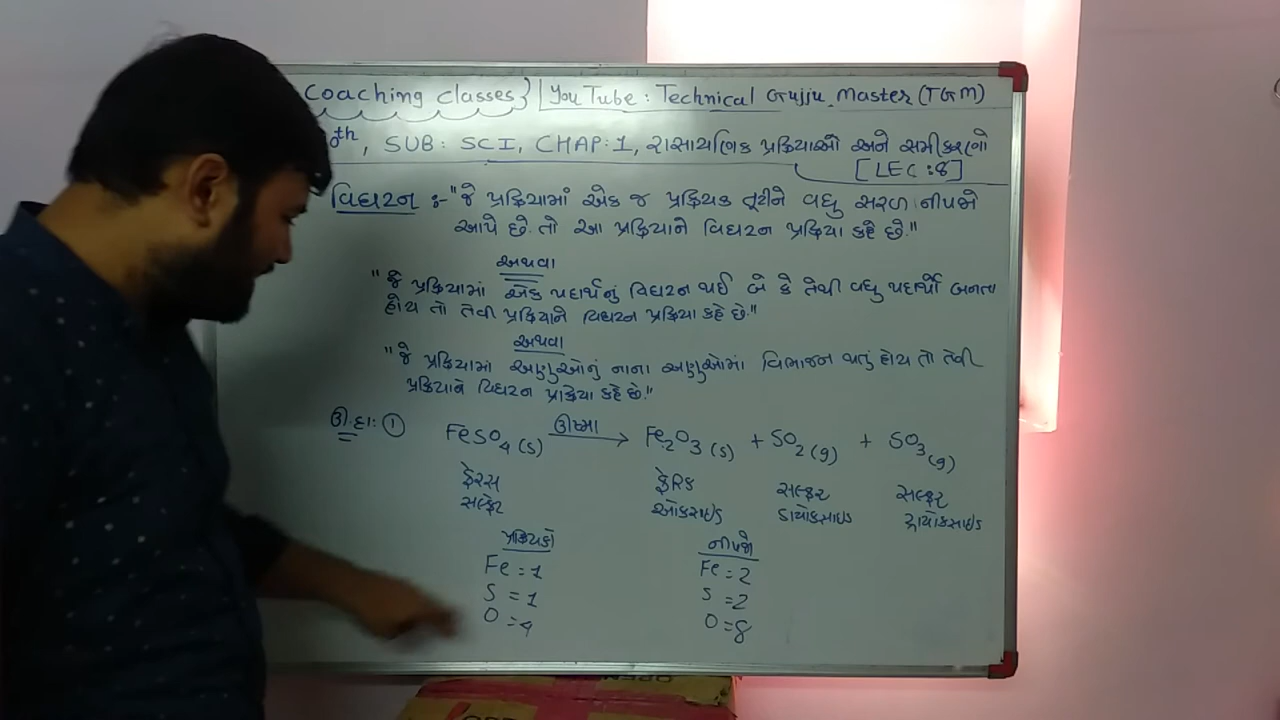 Coaching classes} | YouTube: Technical Gujju Master (TGM)
th, SUB: SCI, CHAP:1, રાસાયણિક પ્રક્રિયાઓ અને સમીકરણો
[LEC:8]
વિઘટન :- "જે પ્રક્રિયામાં એક જ પ્રક્રિયક તૂટીને વધુ સરળ નીપજો
આપે છે. તો આ પ્રક્રિયાને વિઘટન પ્રક્રિયા કહે છે."
અથવા
"જે પ્રક્રિયામાં એક પદાર્થનું વિઘટન થઈ બે કે તેથી વધુ પદાર્થો બનતા
હોય તો તેવી પ્રક્રિયાને વિઘટન પ્રક્રિયા કહે છે."
અથવા
"જે પ્રક્રિયામાં અણુઓનું નાના અણુઓમાં વિભાજન થતું હોય તો તેવી
પ્રક્રિયાને વિઘટન પ્રક્રિયા કહે છે."
ઊદા: ① FeSO4(s) ઊષ્મા → Fe2O3(s) + SO2(g) + SO3(g)
ફેરસ ફેરિક સલ્ફર સલ્ફર
સલ્ફેટ ઓક્સાઇડ ડાયોક્સાઇડ ટ્રાયોક્સાઇડ
પ્રક્રિયકો નીપજો
Fe = 1 Fe = 2
S = 1 S = 2
O = 4 O = 8
OPEN